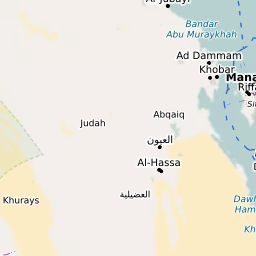 Al Jubayl
Bandar
Abu Muraykhah
Ad Dammam
Khobar
Mana
Riffa
Abqaiq
Judah
العيون
Al-Hassa
العضيلية
Khurays
Dawh
Ham
Kh